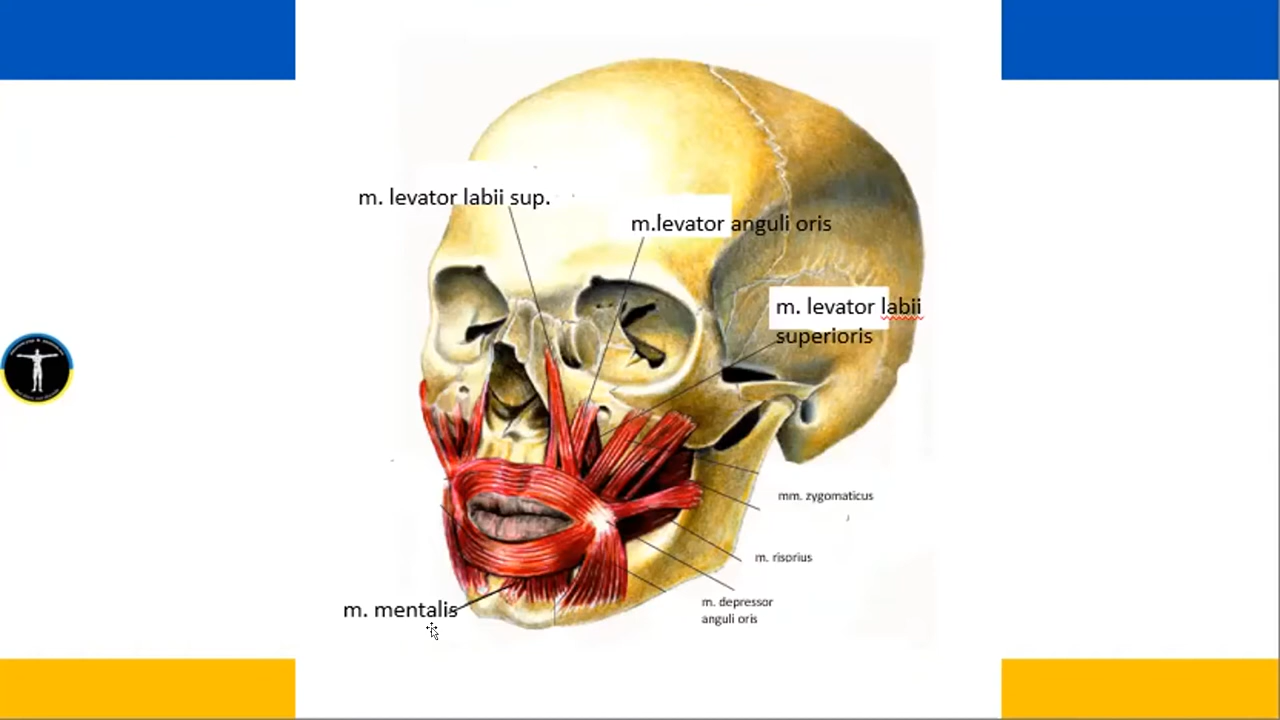 m. levator labii sup.
m.levator anguli oris
m. levator labii
superioris
mm. zygomaticus
m. risorius
m. depressor
anguli oris
m. mentalis